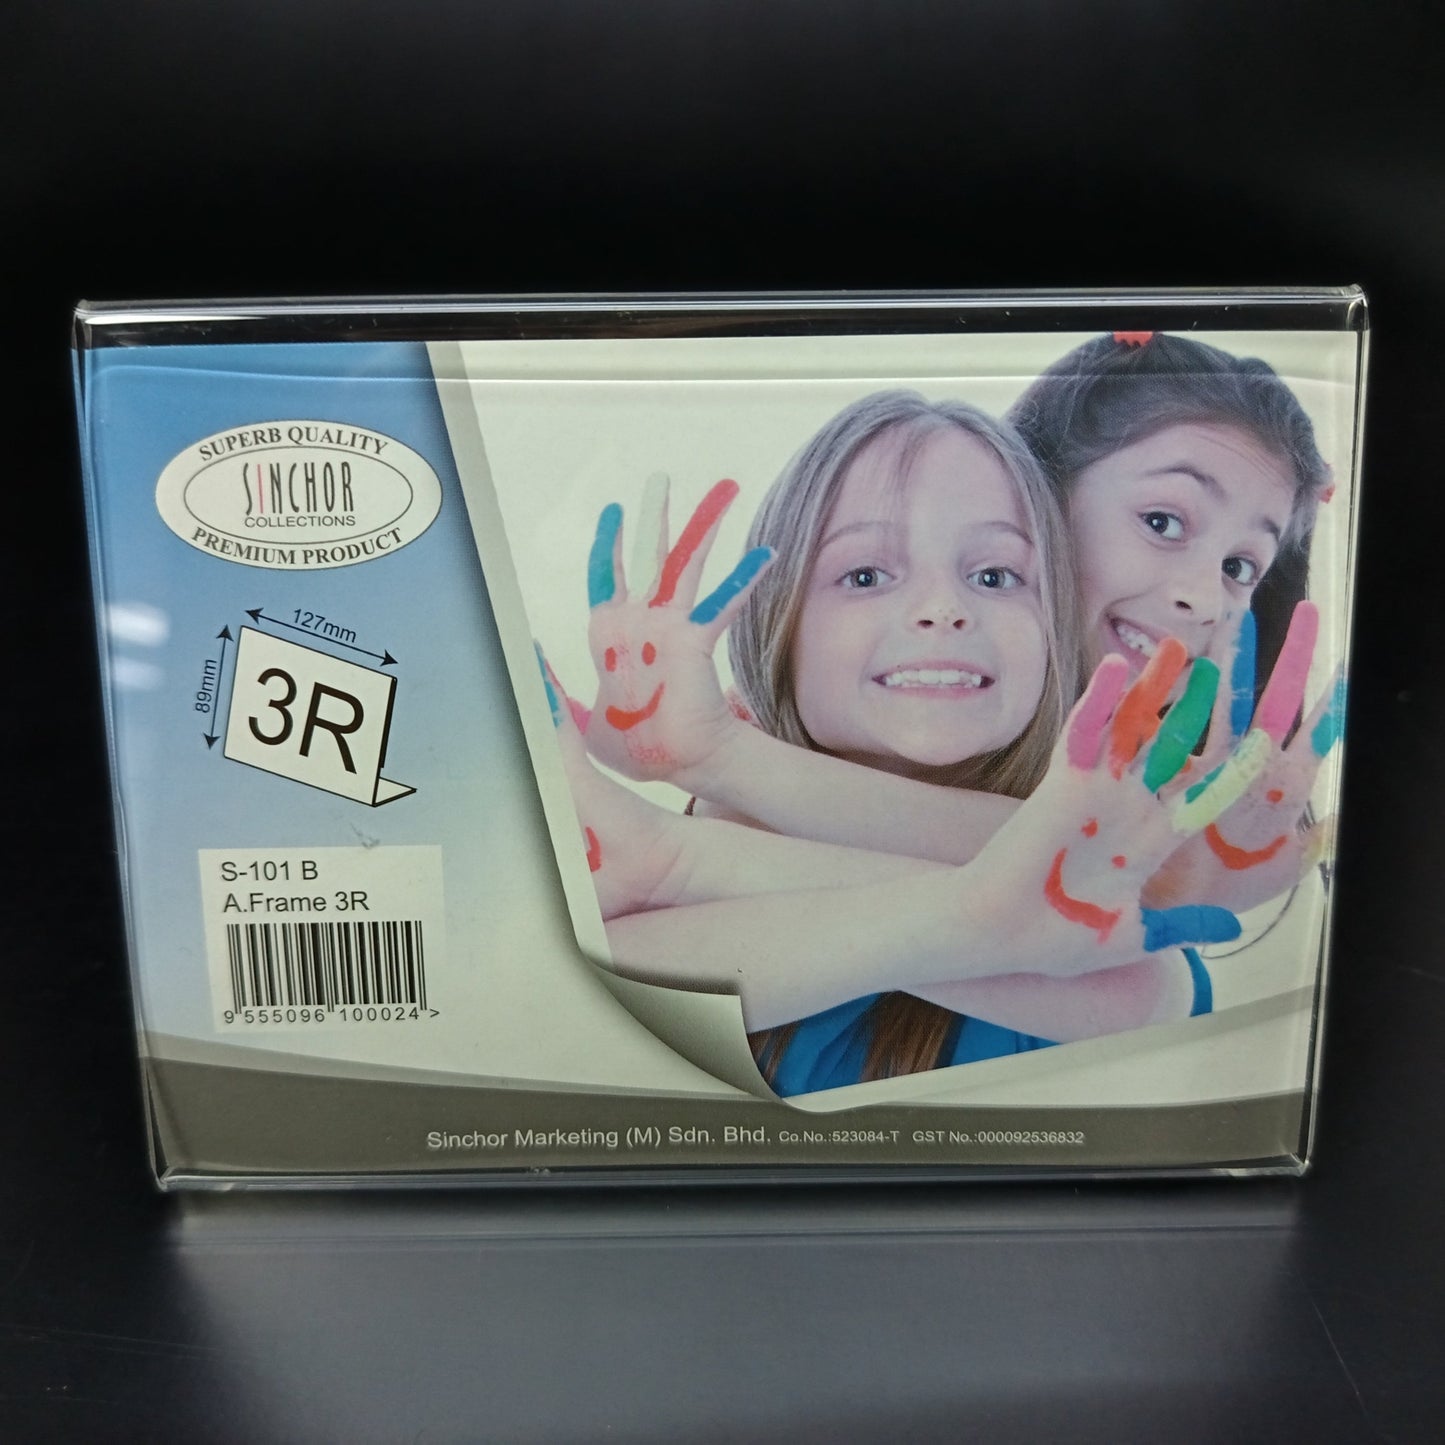 SUPERB QUALITY
SINCHOR
COLLECTIONS
PREMIUM PRODUCT
127mm
89mm
3R
S-101 B
A.Frame 3R
9 555096 100024 >
Sinchor Marketing (M) Sdn. Bhd. Co.No.:523084-T GST No.:000092536832